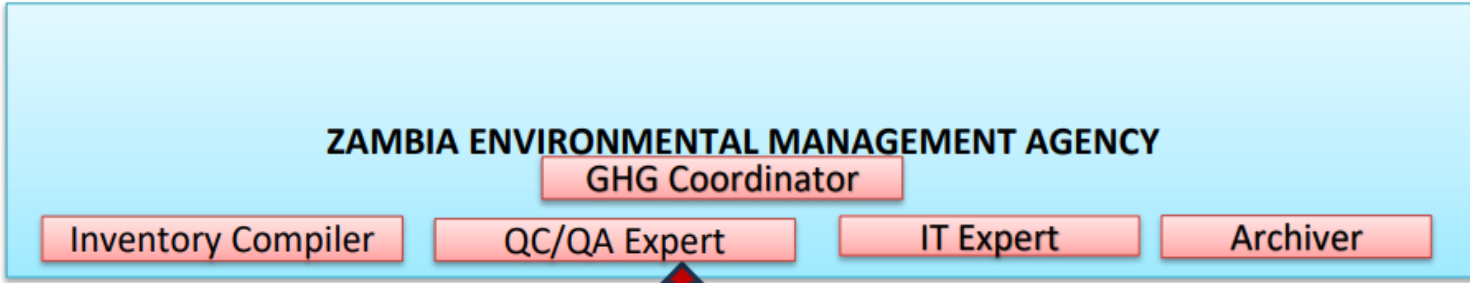 ZAMBIA ENVIRONMENTAL MANAGEMENT AGENCY
GHG Coordinator
Inventory Compiler
QC/QA Expert
IT Expert
Archiver